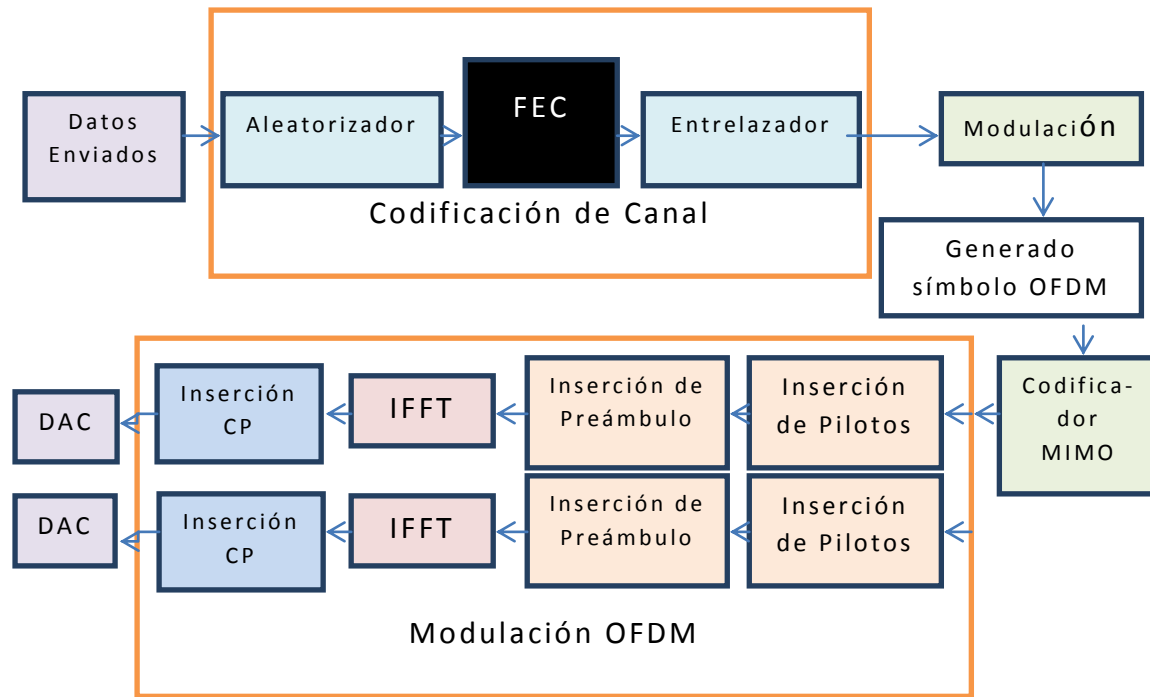 Datos
Enviados
Aleatorizador
FEC
Entrelazador
Codificación de Canal
Modulación
Generado
símbolo OFDM
Codifica-
dor
MIMO
Inserción de
Pilotos
Inserción de
Preámbulo
IFFT
Inserción
CP
DAC
Inserción
de Pilotos
Inserción de
Preámbulo
IFFT
Inserción
CP
DAC
Modulación OFDM